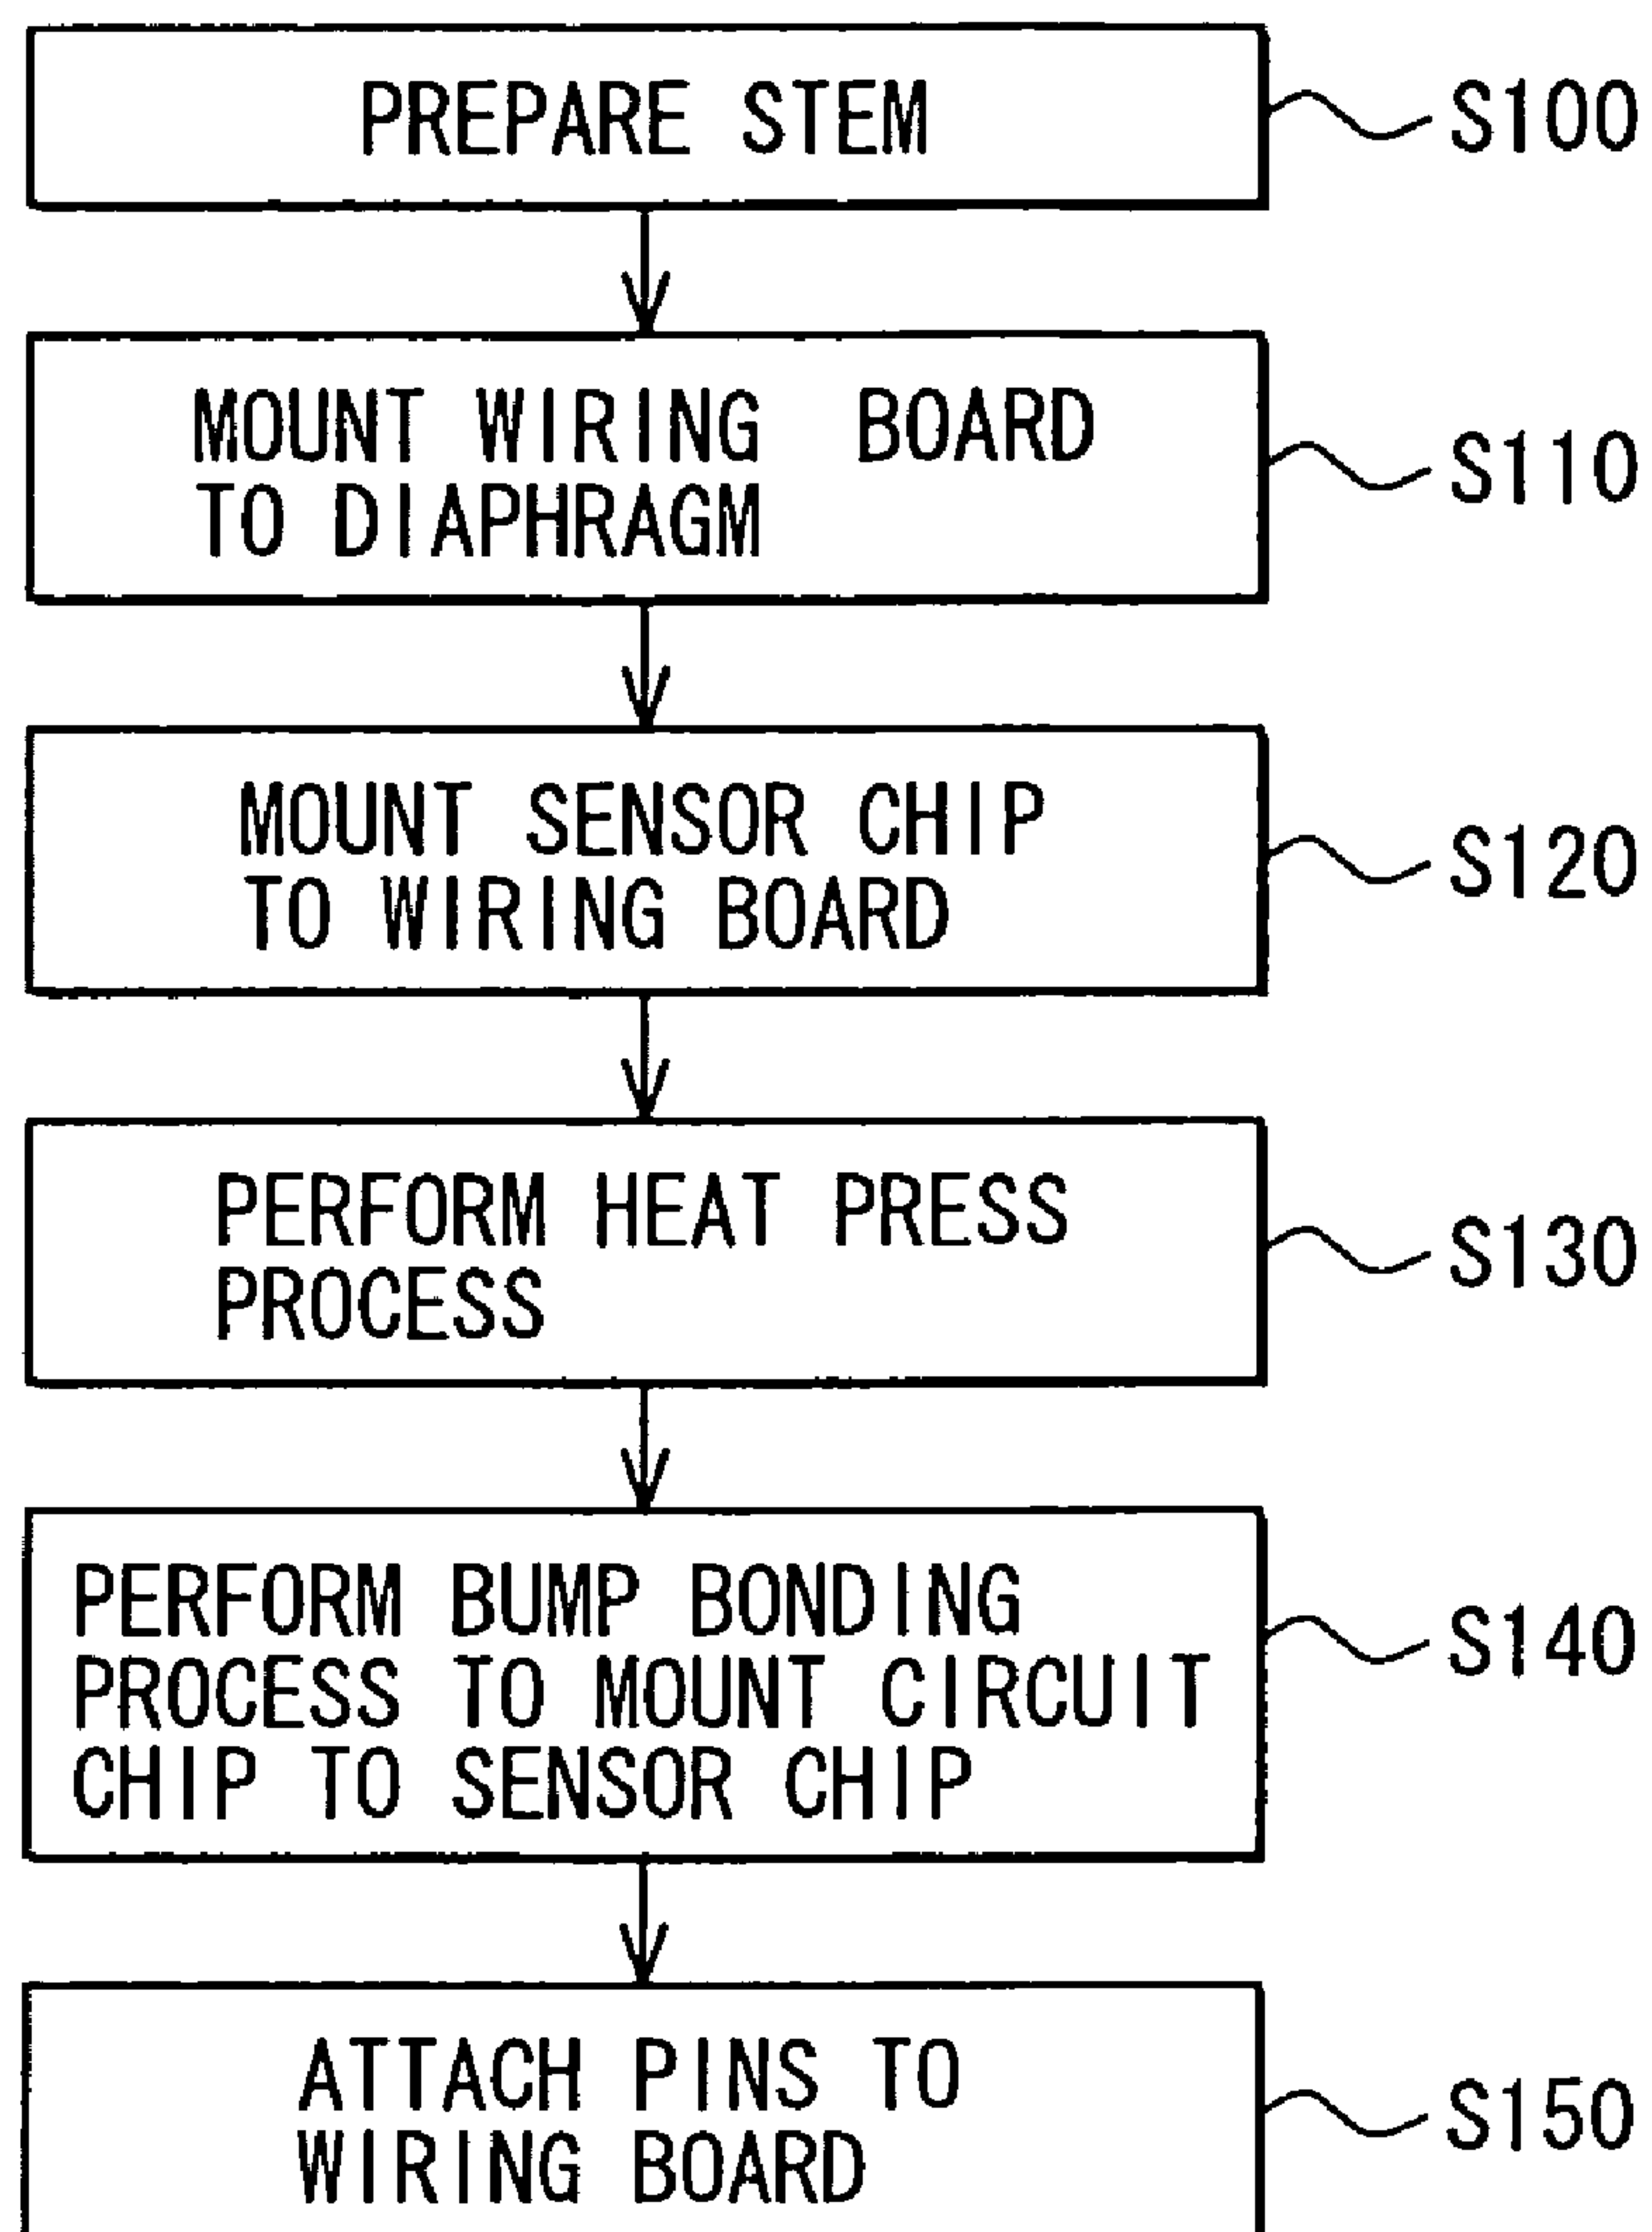 PREPARE STEM
S100
MOUNT WIRING BOARD
TO DIAPHRAGM
S110
MOUNT SENSOR CHIP
TO WIRING BOARD
S120
PERFORM HEAT PRESS
PROCESS
S130
PERFORM BUMP BONDING
PROCESS TO MOUNT CIRCUIT
CHIP TO SENSOR CHIP
S140
ATTACH PINS TO
WIRING BOARD
S150